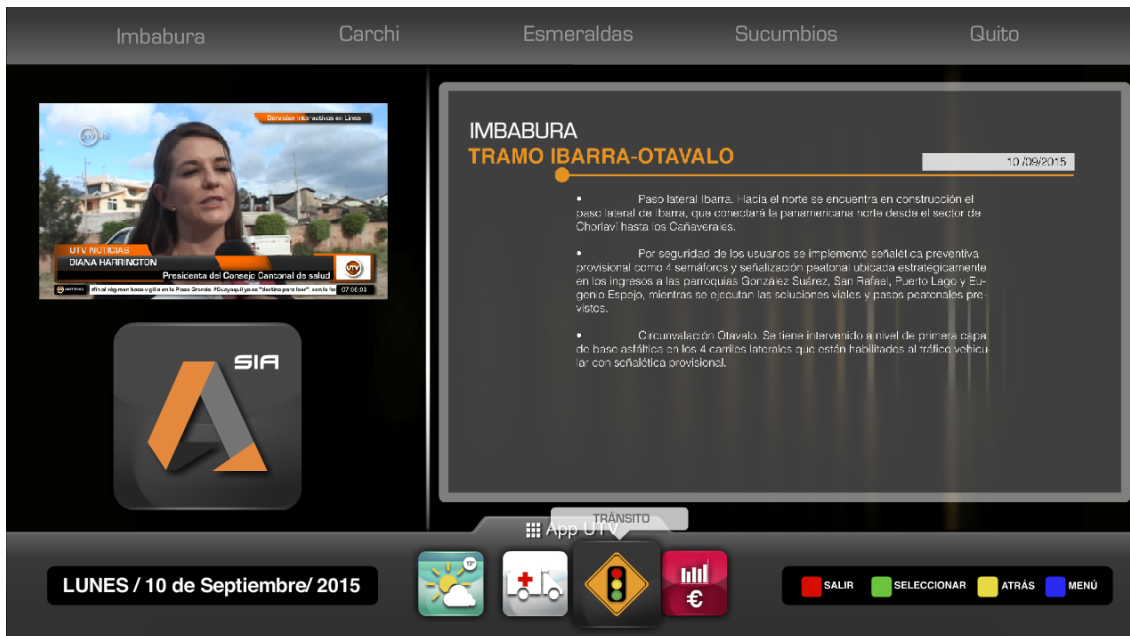 Imbabura Carchi Esmeraldas Sucumbios Quito
Servicios Interactivos en Linea
UTV
UTV NOTICIAS
DIANA HARRINGTON
Presidenta del Consejo Cantonal de salud
UTV
07:05:03
SIA
IMBABURA
TRAMO IBARRA-OTAVALO
10 /09/2015
• Paso lateral Ibarra. Hacia el norte se encuentra en construcción el
paso lateral de Ibarra, que conectará la panamericana norte desde el sector de
Chorlaví hasta los Cañaverales.
• Por seguridad de los usuarios se implementó señalética preventiva
provisional como 4 semáforos y señalización peatonal ubicada estratégicamente
en los ingresos a las parroquias González Suárez, San Rafael, Puerto Lago y Eu-
genio Espejo, mientras se ejecutan las soluciones viales y pasos peatonales pre-
vistos.
• Circunvalación Otavalo. Se tiene intervenido a nivel de primera capa
de base asfáltica en los 4 carriles laterales que están habilitados al tráfico vehicu-
lar con señalética provisional.
TRÁNSITO
App UTV
LUNES / 10 de Septiembre/ 2015
€
SALIR SELECCIONAR ATRÁS MENÚ